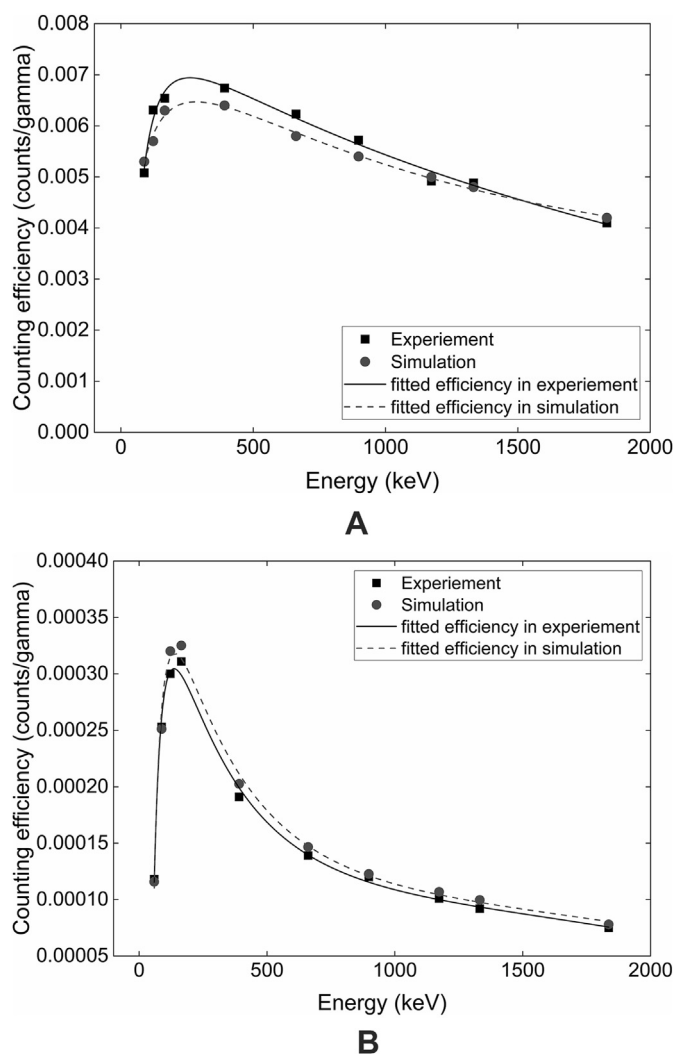 0.008
0.007
0.006
0.005
0.004
0.003
0.002
0.001
0.000
Counting efficiency (counts/gamma)
Experiement
Simulation
fitted efficiency in experiement
fitted efficiency in simulation
0 500 1000 1500 2000
Energy (keV)
A
0.00040
0.00035
0.00030
0.00025
0.00020
0.00015
0.00010
0.00005
Counting efficiency (counts/gamma)
Experiement
Simulation
fitted efficiency in experiement
fitted efficiency in simulation
0 500 1000 1500 2000
Energy (keV)
B